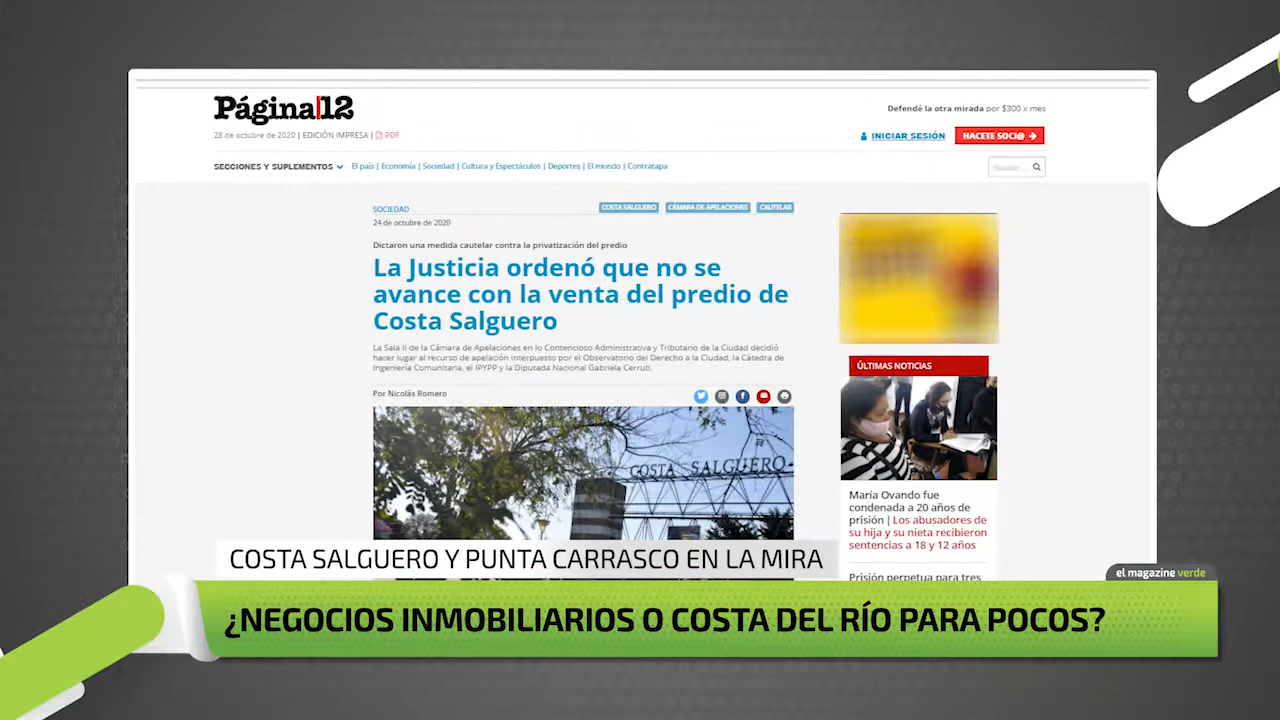 Página|12
Defendé la otra mirada por $300 x mes
28 de octubre de 2020 | EDICIÓN IMPRESA | PDF
INICIAR SESIÓN
HACETE SOCI@
SECCIONES Y SUPLEMENTOS
El país | Economía | Sociedad | Cultura y Espectáculos | Deportes | El mundo | Contratapa
SOCIEDAD
COSTA SALGUERO
CÁMARA DE APELACIONES
CAUTELAR
24 de octubre de 2020
Dictaron una medida cautelar contra la privatización del predio
La Justicia ordenó que no se
avance con la venta del predio de
Costa Salguero
La Sala II de la Cámara de Apelaciones en lo Contencioso Administrativa y Tributario de la Ciudad decidió
hacer lugar al recurso de apelación interpuesto por el Observatorio del Derecho a la Ciudad, la Cátedra de
Ingeniería Comunitaria, el IPYPP y la Diputada Nacional Gabriela Cerruti.
Por Nicolás Romero
COSTA SALGUERO
ÚLTIMAS NOTICIAS
María Ovando fue
condenada a 20 años de
prisión | Los abusadores de
su hija y su nieta recibieron
sentencias a 18 y 12 años
Prisión perpetua para tres
COSTA SALGUERO Y PUNTA CARRASCO EN LA MIRA
el magazine verde
¿NEGOCIOS INMOBILIARIOS O COSTA DEL RÍO PARA POCOS?